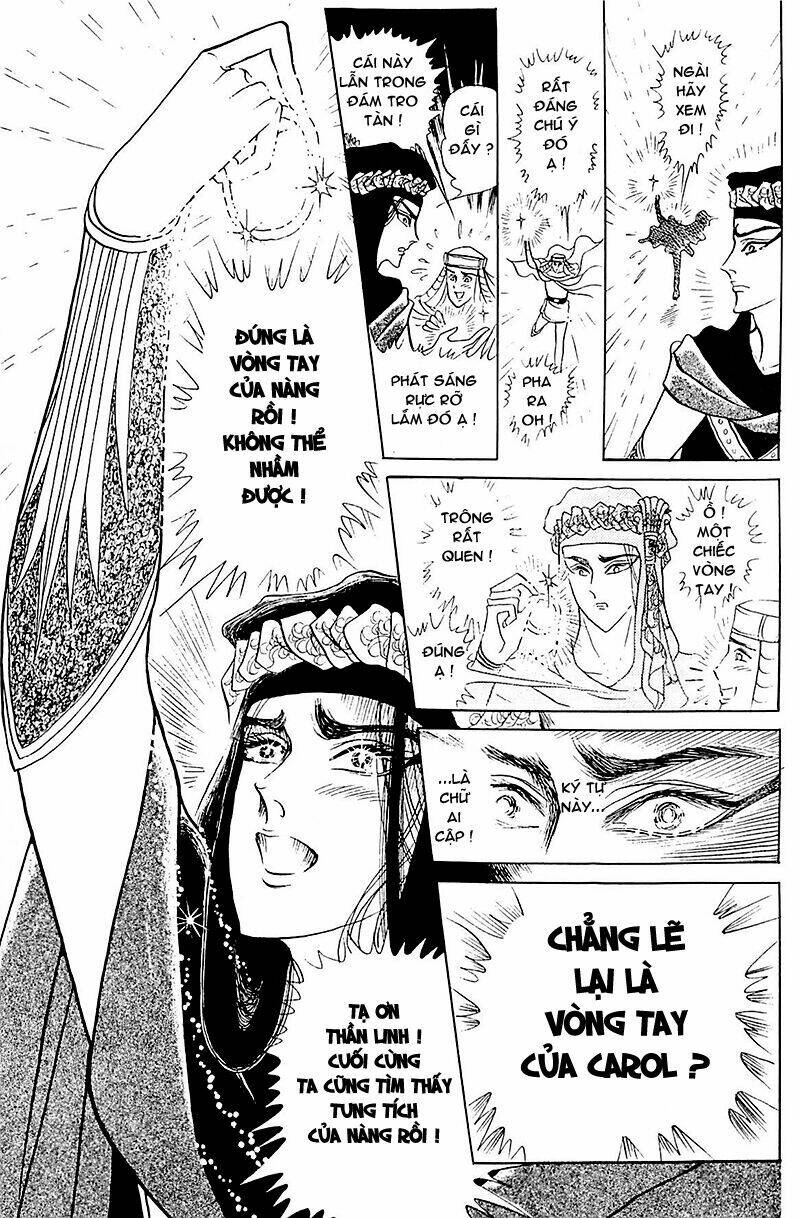 NGÀI
HÃY
XEM
ĐI !
RẤT
ĐÁNG
CHÚ Ý
ĐÓ
Ạ !
PHA
RA
OH !
CÁI NÀY
LẪN TRONG
ĐÁM TRO
TÀN !
CÁI
GÌ
ĐẤY ?
PHÁT SÁNG
RỰC RỠ
LẮM ĐÓ Ạ !
Ồ !
MỘT
CHIẾC
VÒNG
TAY !
TRÔNG
RẤT
QUEN !
ĐÚNG
Ạ !
KÝ TỰ
NÀY...
...LÀ
CHỮ
AI
CẬP !
CHẲNG LẼ
LẠI LÀ
VÒNG TAY
CỦA CAROL ?
ĐÚNG LÀ
VÒNG TAY
CỦA NÀNG
RỒI !
KHÔNG THỂ
NHẦM
ĐƯỢC !
TẠ ƠN
THẦN LINH !
CUỐI CÙNG
TA CŨNG TÌM THẤY
TUNG TÍCH
CỦA NÀNG RỒI !